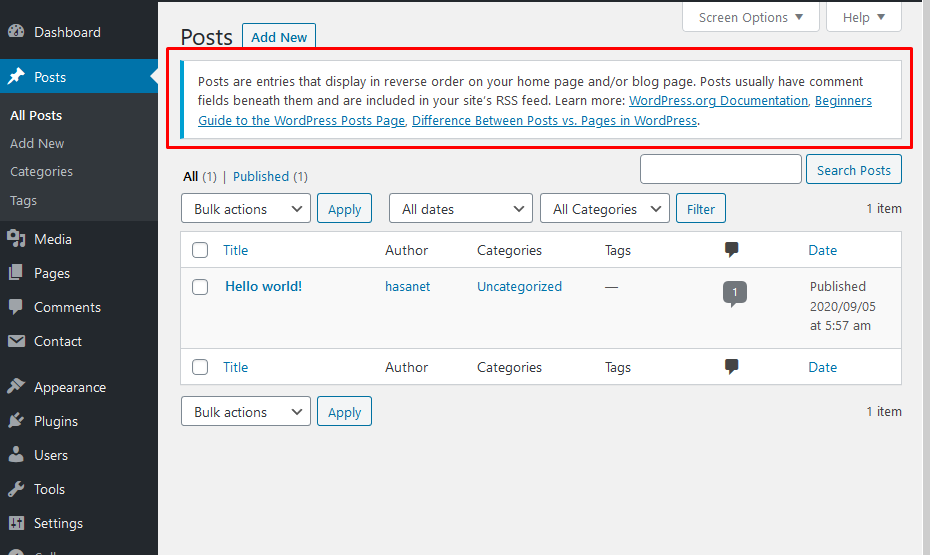 Dashboard
Posts
All Posts
Add New
Categories
Tags
Media
Pages
Comments
Contact
Appearance
Plugins
Users
Tools
Settings
Screen Options ▼
Help ▼
Posts Add New
Posts are entries that display in reverse order on your home page and/or blog page. Posts usually have comment
fields beneath them and are included in your site's RSS feed. Learn more: WordPress.org Documentation, Beginners
Guide to the WordPress Posts Page, Difference Between Posts vs. Pages in WordPress.
All (1) | Published (1)
Search Posts
Bulk actions Apply All dates All Categories Filter 1 item
Title Author Categories Tags Date
Hello world! hasanet Uncategorized — 1 Published
2020/09/05
at 5:57 am
Title Author Categories Tags Date
Bulk actions Apply 1 item